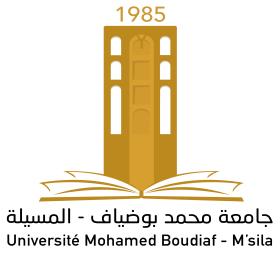 1985
جامعة محمد بوضياف - المسيلة
Université Mohamed Boudiaf - M'sila